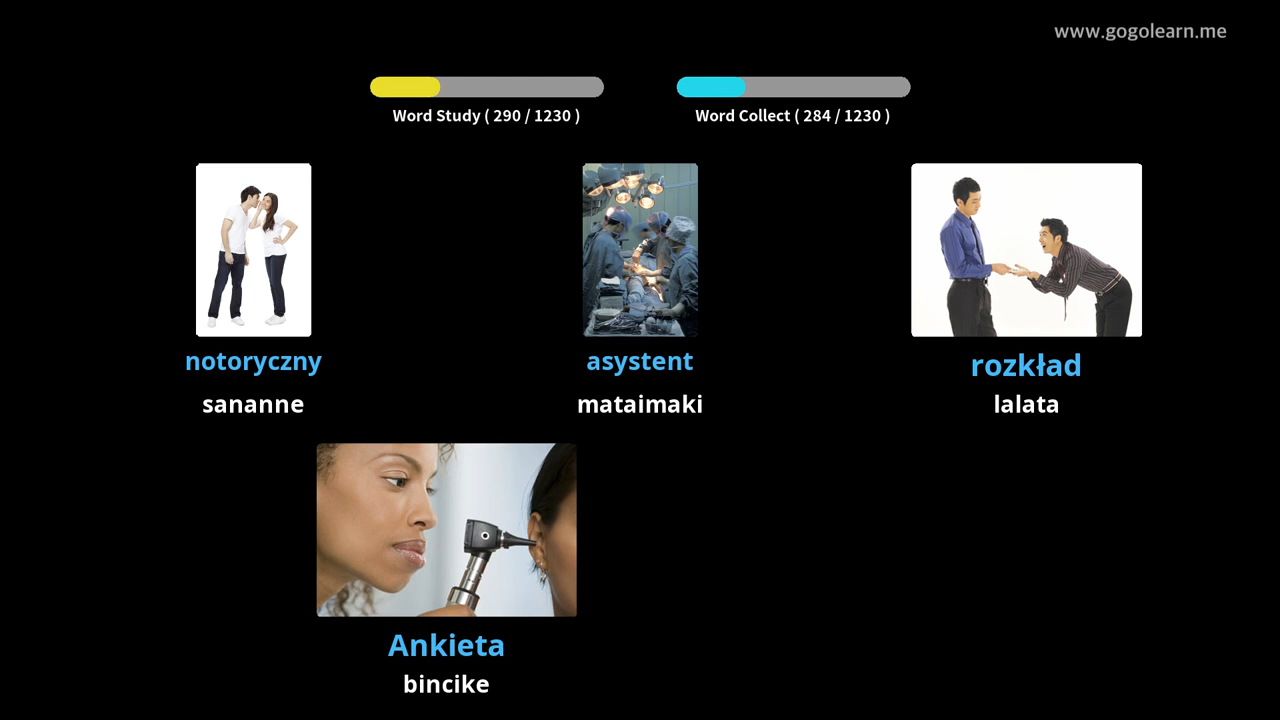 www.gogolearn.me
Word Study ( 290 / 1230 )
Word Collect ( 284 / 1230 )
notoryczny
sananne
asystent
mataimaki
rozkład
lalata
Ankieta
bincike